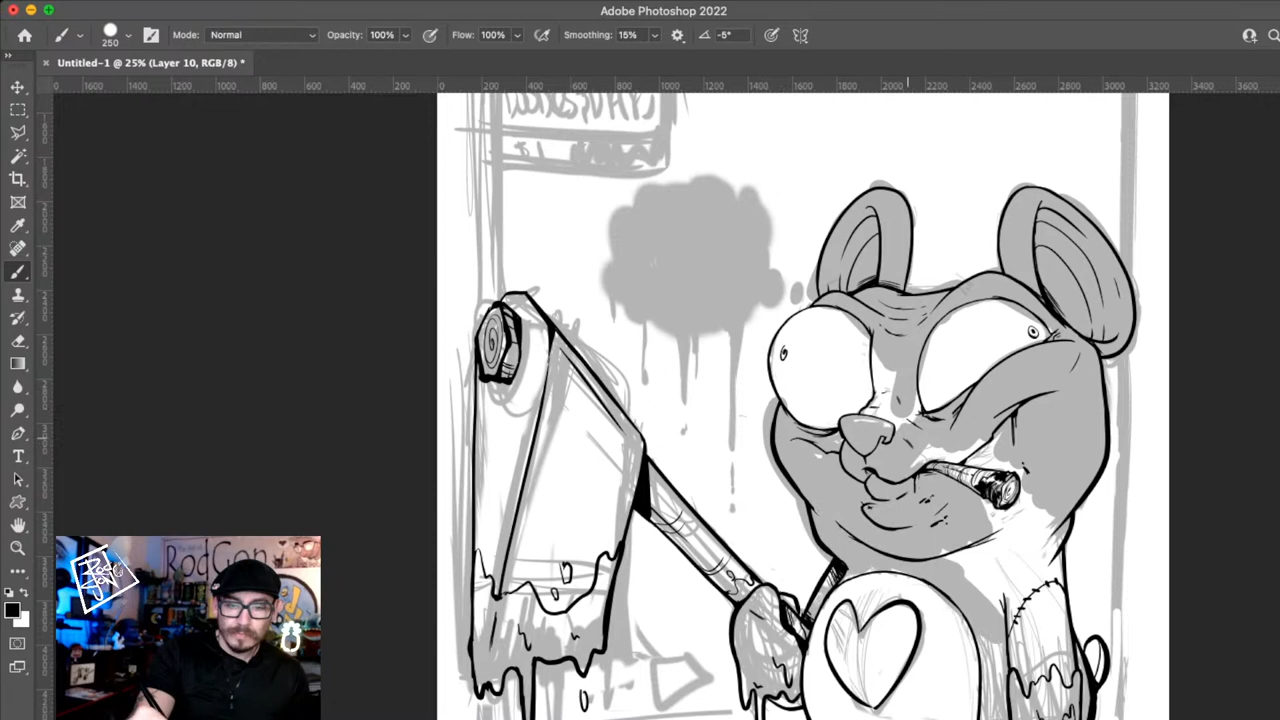 Adobe Photoshop 2022
250
Mode: Normal Opacity: 100% Flow: 100% Smoothing: 15% -5°
Untitled-1 @ 25% (Layer 10, RGB/8) *
1600 1400 1200 1000 800 600 400 200 0 200 400 600 800 1000 1200 1400 1600 1800 2000 2200 2400 2600 2800 3000 3200 3400 3600
RodCon